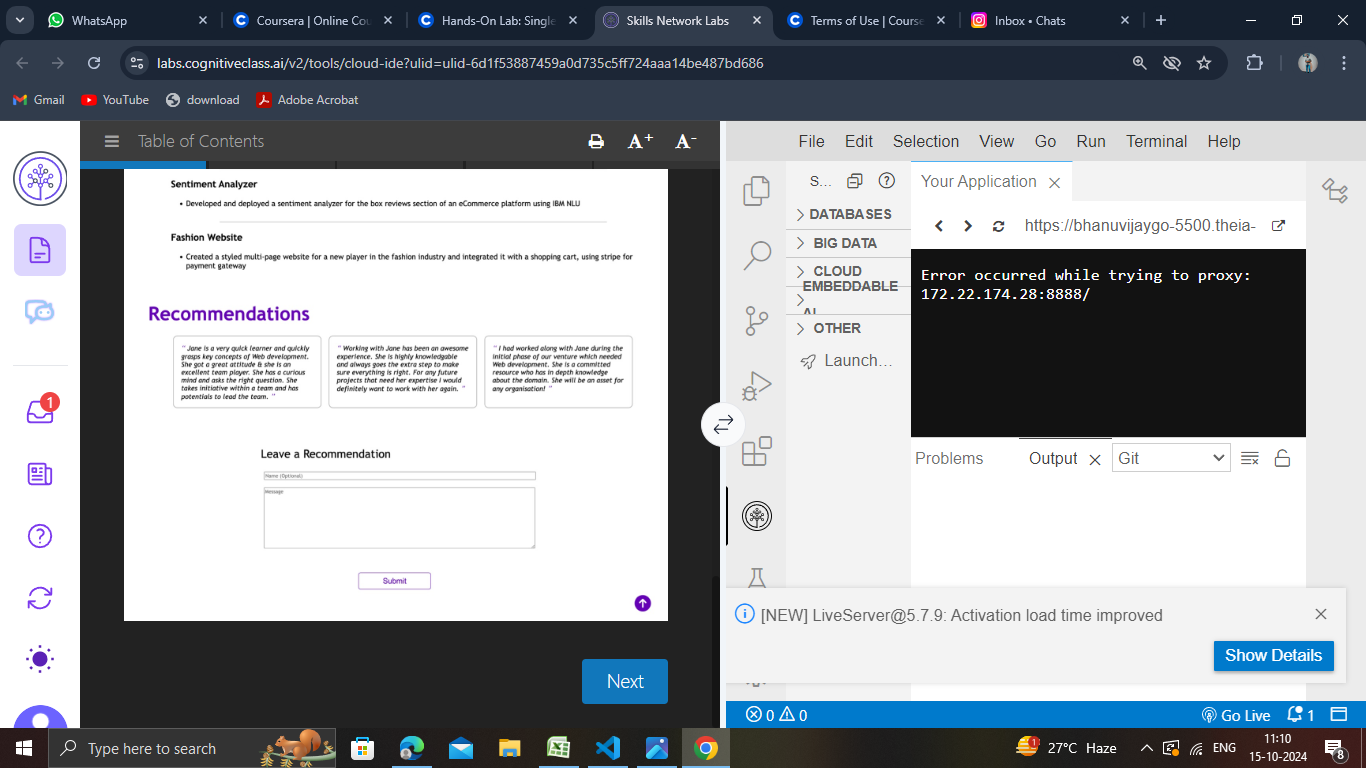 WhatsApp
Coursera | Online Cou
Hands-On Lab: Single
Skills Network Labs
Terms of Use | Course
Inbox • Chats
labs.cognitiveclass.ai/v2/tools/cloud-ide?ulid=ulid-6d1f53887459a0d735c5ff724aaa14be487bd686
Gmail
YouTube
download
Adobe Acrobat
Table of Contents
A+
A-
Sentiment Analyzer
• Developed and deployed a sentiment analyzer for the box reviews section of an eCommerce platform using IBM NLU
Fashion Website
• Created a styled multi-page website for a new player in the fashion industry and integrated it with a shopping cart, using stripe for
payment gateway
Recommendations
" Jane is a very quick learner and quickly
grasps key concepts of Web development.
She got a great attitude & she is an
excellent team player. She has a curious
mind and asks the right question. She
takes initiative within a team and has
potentials to lead the team. "
" Working with Jane has been an awesome
experience. She is highly knowledgable
and always goes the extra step to make
sure everything is right. For any future
projects that need her expertise I would
definitely want to work with her again. "
" I had worked along with Jane during the
initial phase of our venture which needed
Web development. She is a committed
resource who has in depth knowledge
about the domain. She will be an asset for
any organisation! "
Leave a Recommendation
Name (Optional)
Message
Submit
Next
1
File
Edit
Selection
View
Go
Run
Terminal
Help
S...
DATABASES
BIG DATA
CLOUD
EMBEDDABLE
AI
OTHER
Launch...
Your Application
https://bhanuvijaygo-5500.theia-
Error occurred while trying to proxy:
172.22.174.28:8888/
Problems
Output
Git
[NEW] LiveServer@5.7.9: Activation load time improved
Show Details
0
0
Go Live
1
Type here to search
1
27°C Haze
ENG
11:10
15-10-2024
8